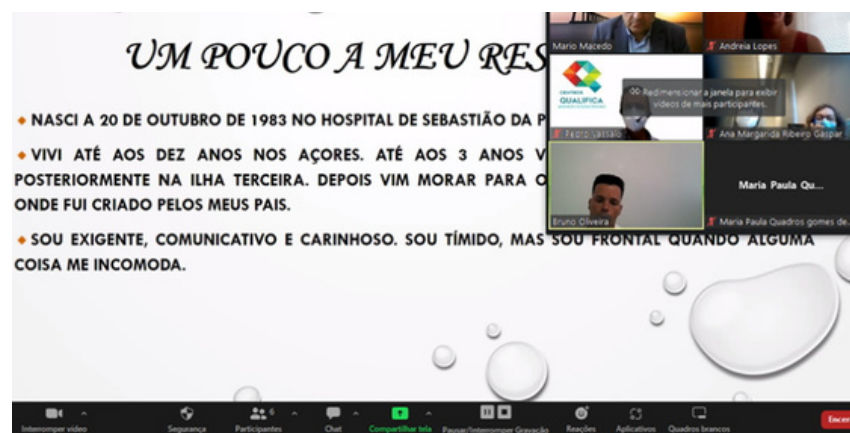 UM POUCO A MEU RES
NASCI A 20 DE OUTUBRO DE 1983 NO HOSPITAL DE SEBASTIÃO DA P
VIVI ATÉ AOS DEZ ANOS NOS AÇORES. ATÉ AOS 3 ANOS V
POSTERIORMENTE NA ILHA TERCEIRA. DEPOIS VIM MORAR PARA O
ONDE FUI CRIADO PELOS MEUS PAIS.
SOU EXIGENTE, COMUNICATIVO E CARINHOSO. SOU TÍMIDO, MAS SOU FRONTAL QUANDO ALGUMA
COISA ME INCOMODA.
Mario Macedo
Andreia Lopes
CENTROS
QUALIFICA
Redimensionar a janela para exibir
vídeos de mais participantes.
Pedro Vassalo
Ana Margarida Ribeiro Gaspar
Maria Paula Qu...
Bruno Oliveira
Maria Paula Quadros gomes de...
Interromper vídeo
Segurança
Participantes
6
Chat
Compartilhar tela
Pausar/Interromper Gravação
Reações
Aplicativos
Quadros brancos
Encer